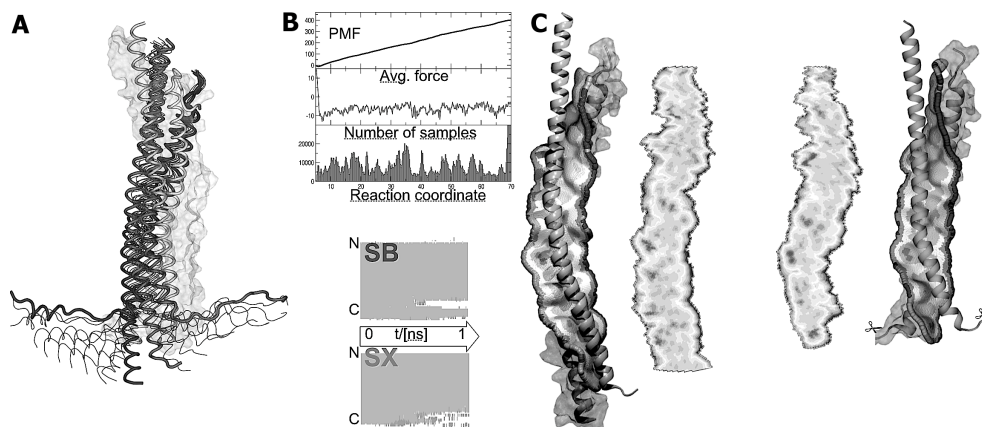 A
B
C
PMF
400
300
200
100
0
Avg. force
0
-10
Number of samples
20000
10000
0
10 20 30 40 50 60 70
Reaction coordinate
N
SB
C
0 t/[ns] 1
N
SX
C